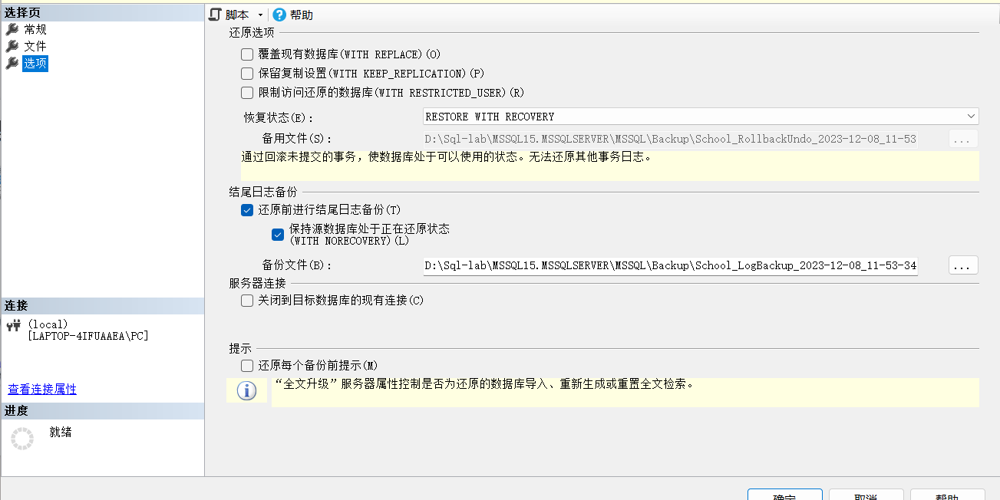 选择页
常规
文件
选项
脚本 帮助
还原选项
覆盖现有数据库(WITH REPLACE)(O)
保留复制设置(WITH KEEP_REPLICATION)(P)
限制访问还原的数据库(WITH RESTRICTED_USER)(R)
恢复状态(E): RESTORE WITH RECOVERY
备用文件(S): D:\Sql-lab\MSSQL15.MSSQLSERVER\MSSQL\Backup\School_RollbackUndo_2023-12-08_11-53 ...
通过回滚未提交的事务，使数据库处于可以使用的状态。无法还原其他事务日志。
结尾日志备份
还原前进行结尾日志备份(T)
保持源数据库处于正在还原状态
(WITH NORECOVERY)(L)
备份文件(B): D:\Sql-lab\MSSQL15.MSSQLSERVER\MSSQL\Backup\School_LogBackup_2023-12-08_11-53-34 ...
服务器连接
关闭到目标数据库的现有连接(C)
提示
还原每个备份前提示(M)
“全文升级”服务器属性控制是否为还原的数据库导入、重新生成或重置全文检索。
连接
(local)
[LAPTOP-4IFUAAEA\PC]
查看连接属性
进度
就绪
确定 取消 帮助